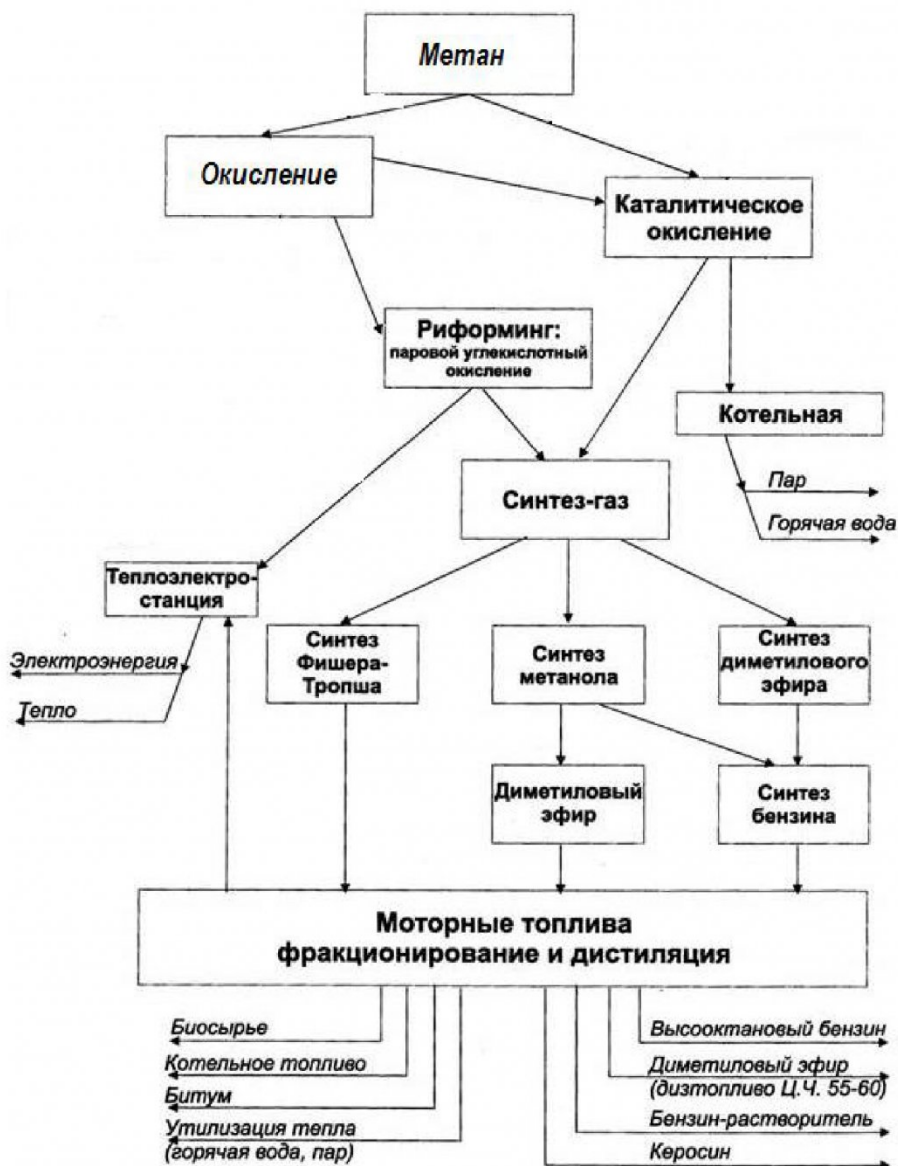 Метан
Окисление
Каталитическое
окисление
Риформинг:
паровой углекислотный
окисление
Котельная
Пар
Горячая вода
Синтез-газ
Теплоэлектро-
станция
Электроэнергия
Тепло
Синтез
Фишера-
Тропша
Синтез
метанола
Синтез
диметилового
эфира
Диметиловый
эфир
Синтез
бензина
Моторные топлива
фракционирование и дистиляция
Биосырье
Котельное топливо
Битум
Утилизация тепла
(горячая вода, пар)
Высооктановый бензин
Диметиловый эфир
(дизтопливо Ц.Ч. 55-60)
Бензин-растворитель
Керосин